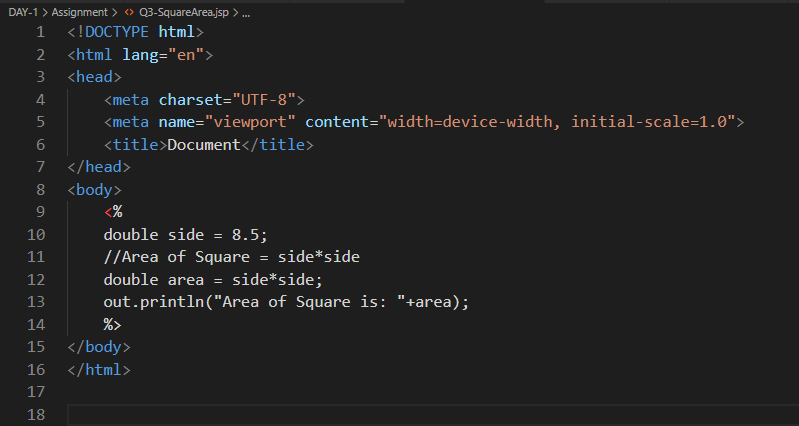 DAY-1 > Assignment > <> Q3-SquareArea.jsp > ...
1 <!DOCTYPE html>
2 <html lang="en">
3 <head>
4     <meta charset="UTF-8">
5     <meta name="viewport" content="width=device-width, initial-scale=1.0">
6     <title>Document</title>
7 </head>
8 <body>
9     <%
10     double side = 8.5;
11     //Area of Square = side*side
12     double area = side*side;
13     out.println("Area of Square is: "+area);
14     %>
15 </body>
16 </html>
17
18